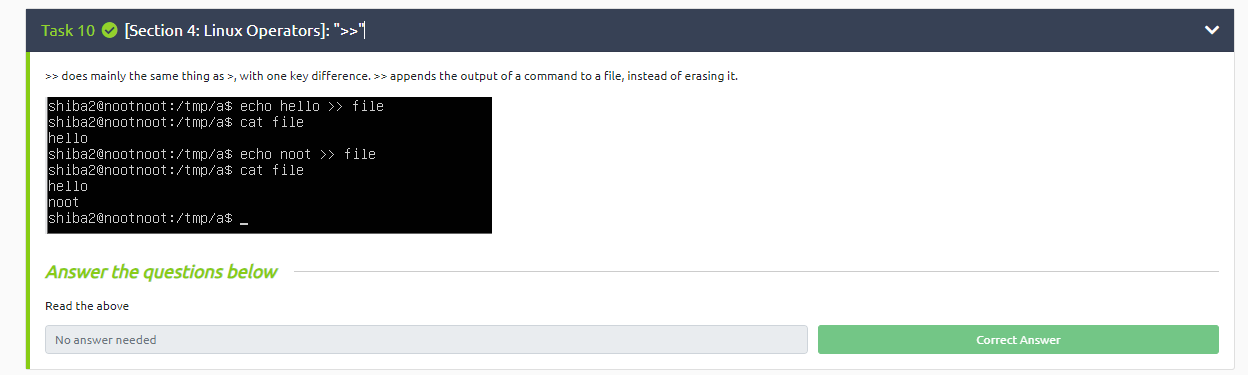 Task 10 [Section 4: Linux Operators]: ">>"
>> does mainly the same thing as >, with one key difference. >> appends the output of a command to a file, instead of erasing it.
shiba2@nootnoot:/tmp/a$ echo hello >> file
shiba2@nootnoot:/tmp/a$ cat file
hello
shiba2@nootnoot:/tmp/a$ echo noot >> file
shiba2@nootnoot:/tmp/a$ cat file
hello
noot
shiba2@nootnoot:/tmp/a$ _
Answer the questions below
Read the above
No answer needed
Correct Answer